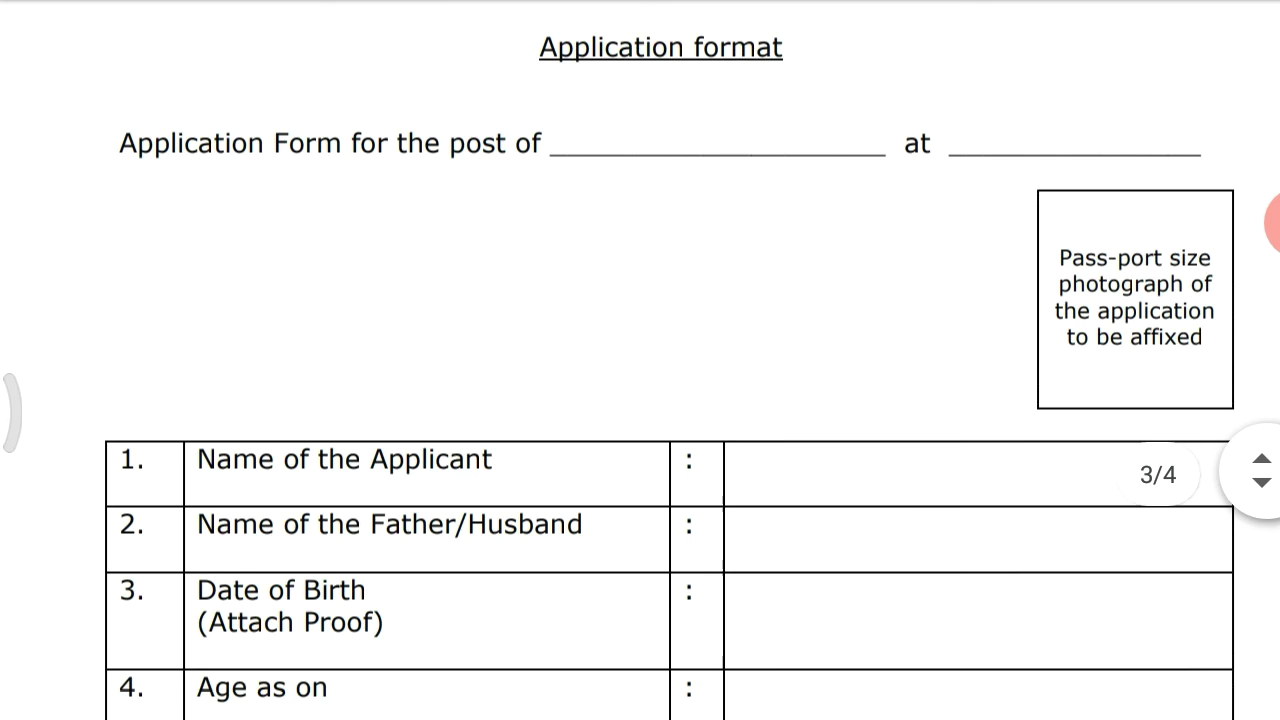 Application format
Application Form for the post of ________________________ at __________________
Pass-port size
photograph of
the application
to be affixed
1. Name of the Applicant :
3/4
2. Name of the Father/Husband :
3. Date of Birth :
(Attach Proof)
4. Age as on :